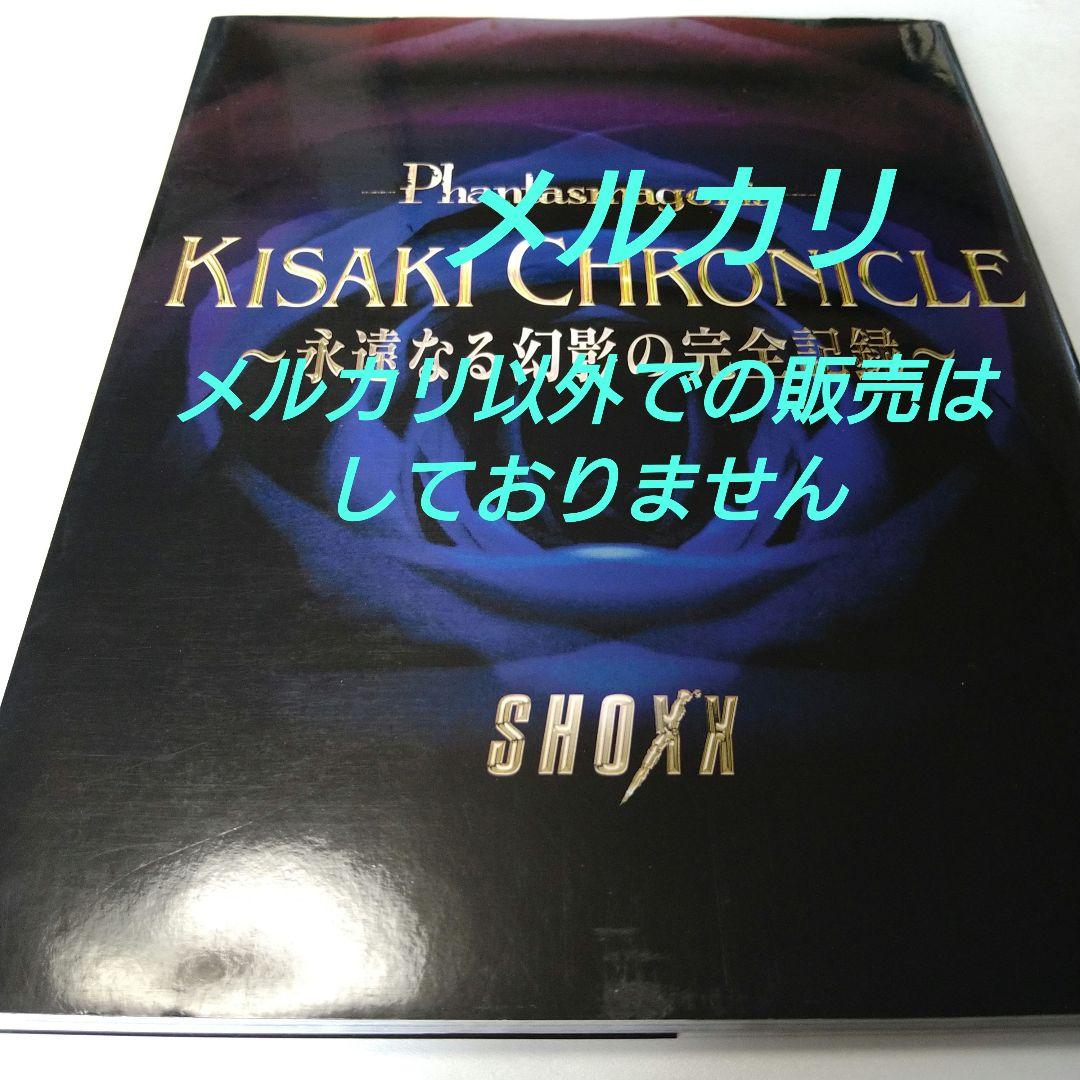 Phantasmagoria
メルカリ
KISAKI CHRONICLE
～永遠なる幻影の完全記録～
メルカリ以外での販売は
しておりません
SHOXX